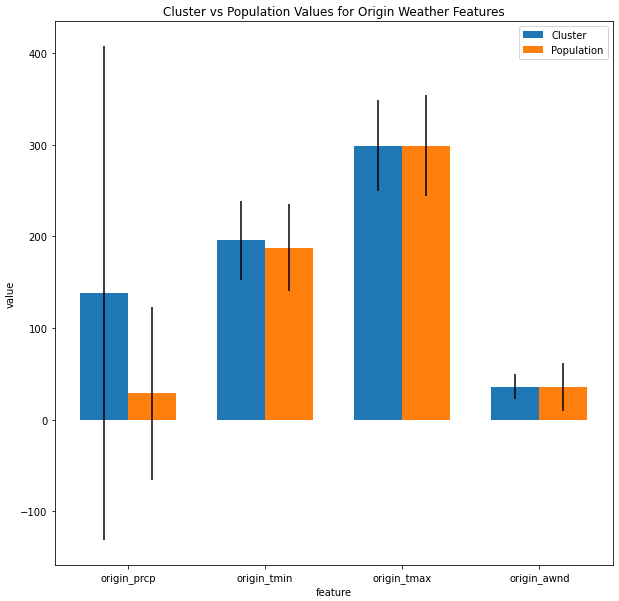 Cluster vs Population Values for Origin Weather Features
Cluster
Population
value
400
300
200
100
0
−100
origin_prcp
origin_tmin
origin_tmax
origin_awnd
feature